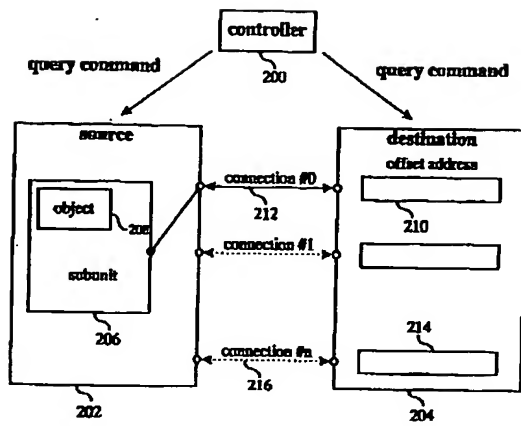 controller
200
query command
query command
source
destination
offset address
object
208
subunit
206
connection #0
212
210
connection #1
connection #n
216
214
202
204